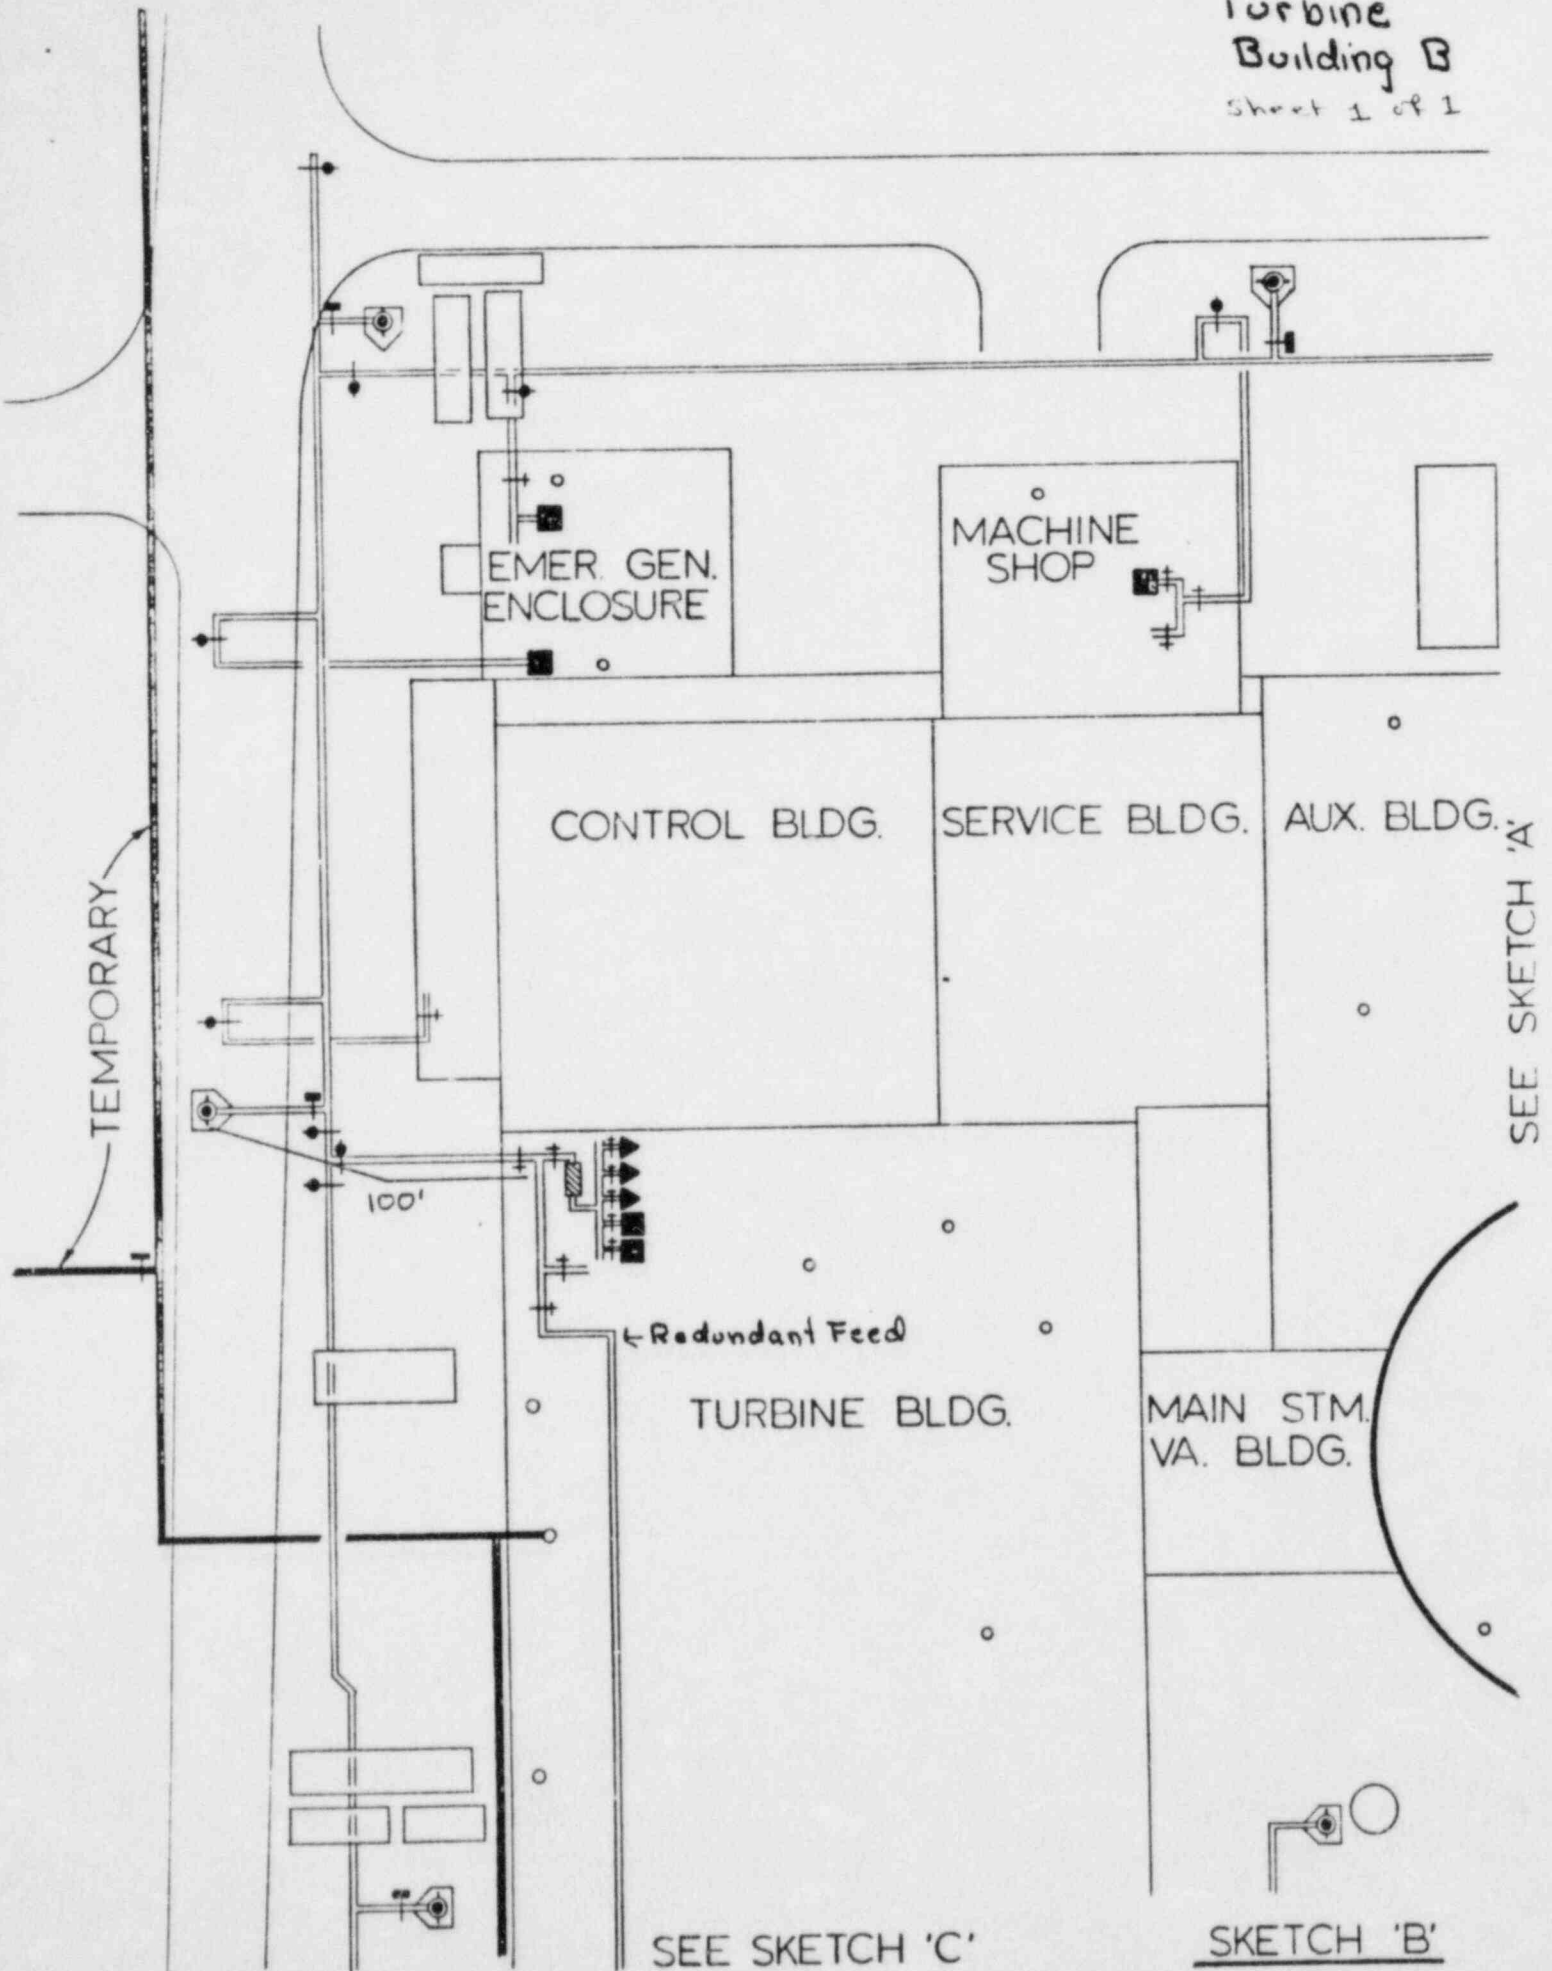 Turbine
Building B
Sheet 1 of 1
EMER. GEN.
ENCLOSURE
MACHINE
SHOP
CONTROL BLDG.
SERVICE BLDG.
AUX. BLDG.
SEE SKETCH 'A'
TEMPORARY
100'
←Redundant Feed
TURBINE BLDG.
MAIN STM.
VA. BLDG.
SEE SKETCH 'C'
SKETCH 'B'